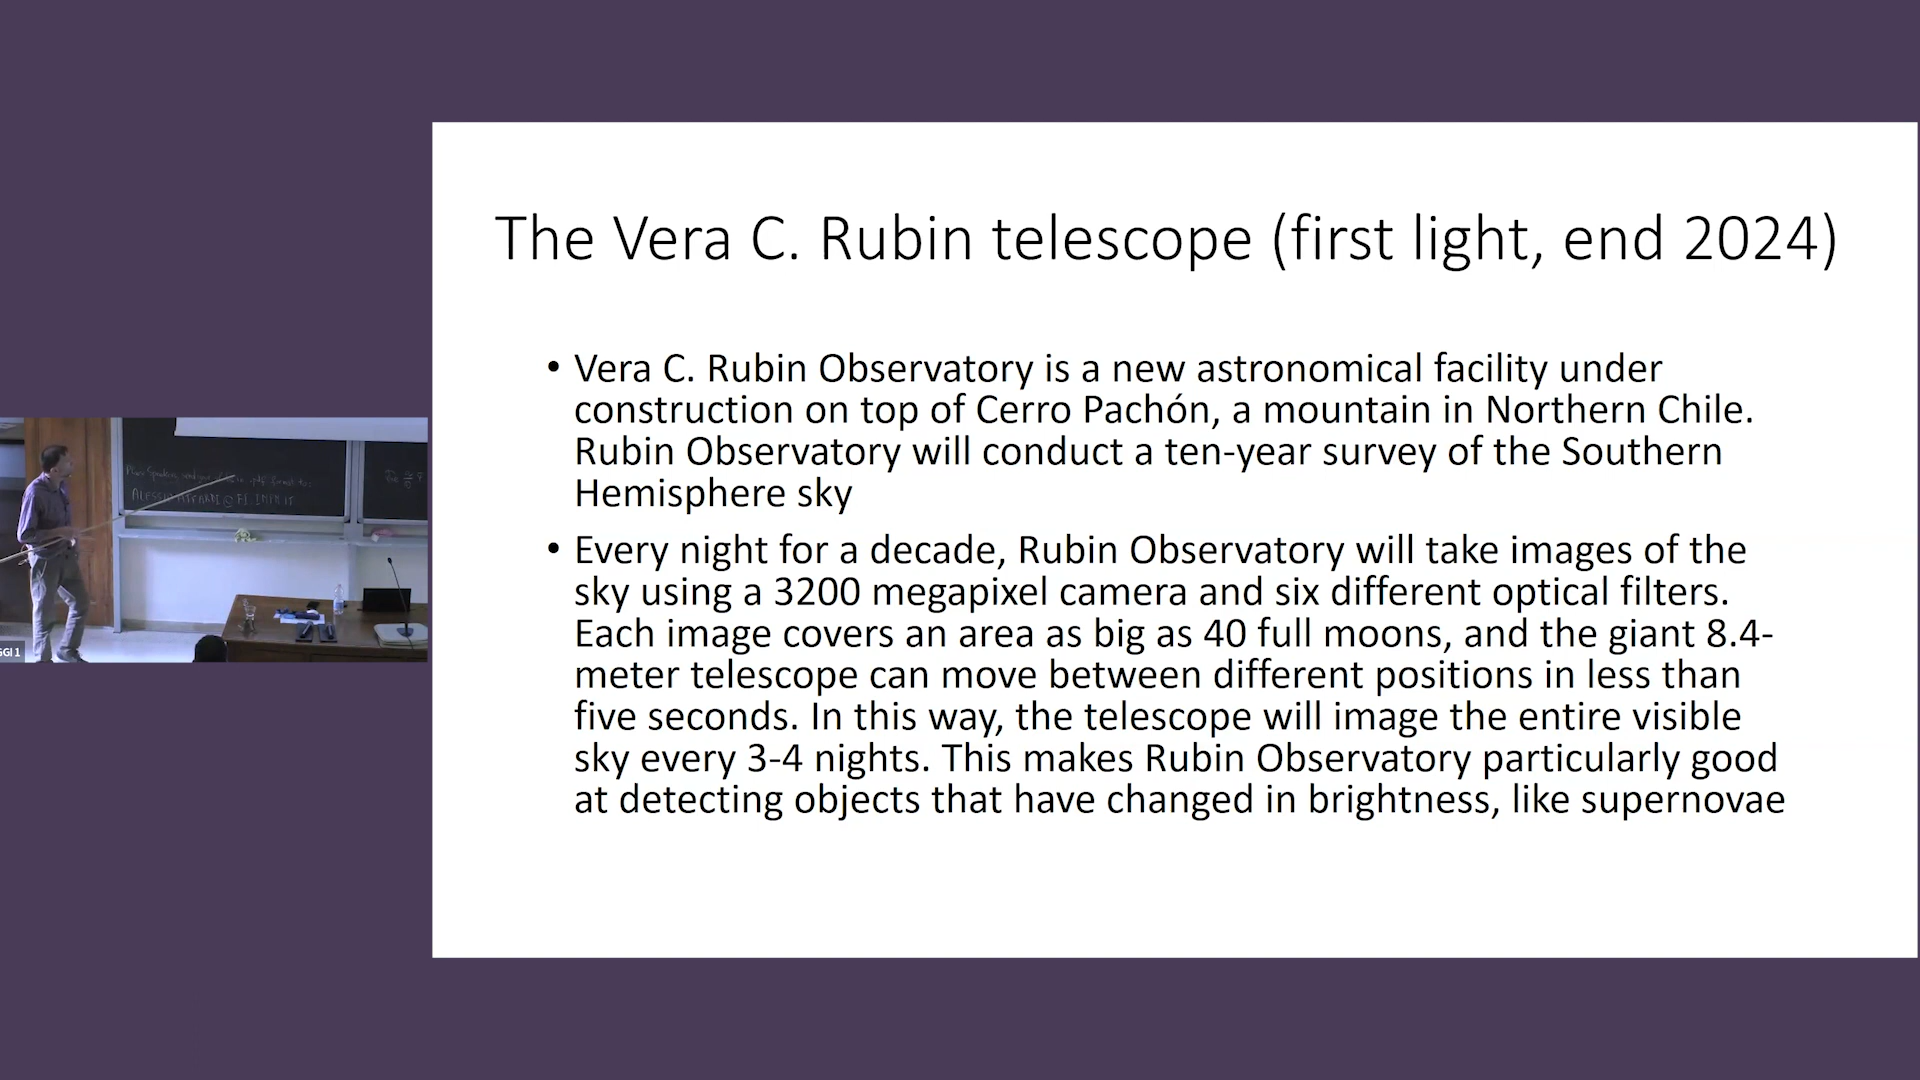 The Vera C. Rubin telescope (first light, end 2024)
• Vera C. Rubin Observatory is a new astronomical facility under
construction on top of Cerro Pachón, a mountain in Northern Chile.
Rubin Observatory will conduct a ten-year survey of the Southern
Hemisphere sky
• Every night for a decade, Rubin Observatory will take images of the
sky using a 3200 megapixel camera and six different optical filters.
Each image covers an area as big as 40 full moons, and the giant 8.4-
meter telescope can move between different positions in less than
five seconds. In this way, the telescope will image the entire visible
sky every 3-4 nights. This makes Rubin Observatory particularly good
at detecting objects that have changed in brightness, like supernovae
GGI 1